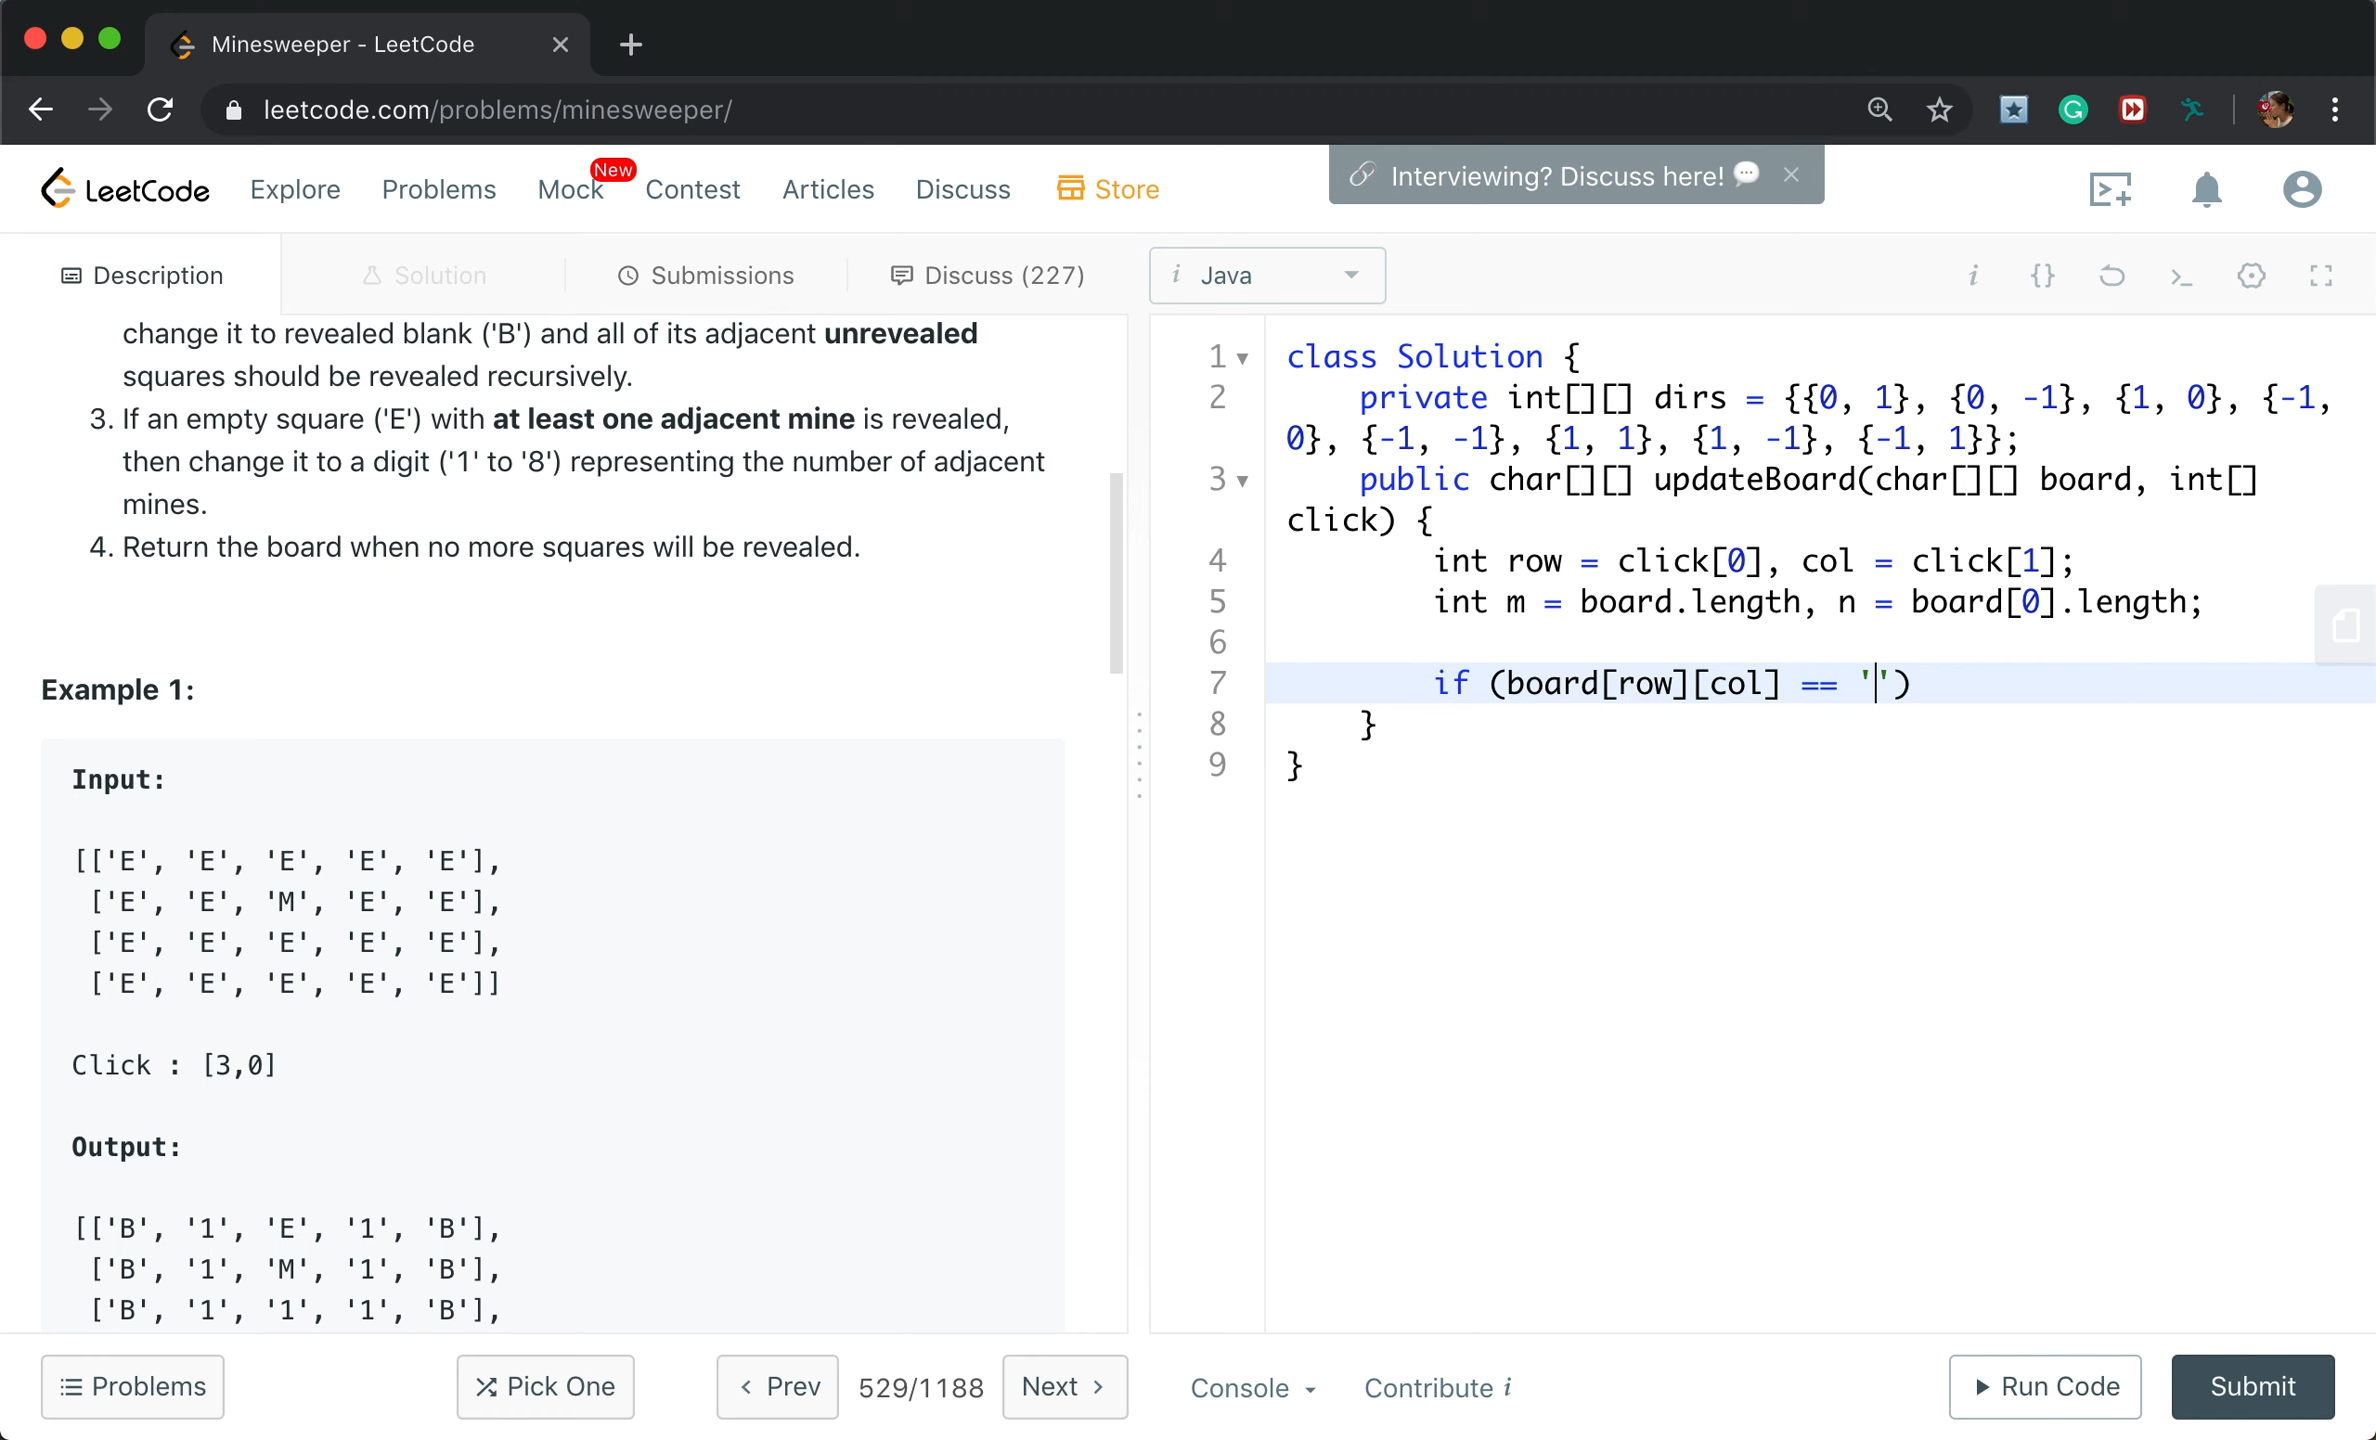 Minesweeper - LeetCode
leetcode.com/problems/minesweeper/
LeetCode Explore Problems Mock New Contest Articles Discuss Store
Interviewing? Discuss here!
Description Solution Submissions Discuss (227)
change it to revealed blank ('B') and all of its adjacent unrevealed
squares should be revealed recursively.
3. If an empty square ('E') with at least one adjacent mine is revealed,
then change it to a digit ('1' to '8') representing the number of adjacent
mines.
4. Return the board when no more squares will be revealed.
Example 1:
Input:
[['E', 'E', 'E', 'E', 'E'],
['E', 'E', 'M', 'E', 'E'],
['E', 'E', 'E', 'E', 'E'],
['E', 'E', 'E', 'E', 'E']]
Click : [3,0]
Output:
[['B', '1', 'E', '1', 'B'],
['B', '1', 'M', '1', 'B'],
['B', '1', '1', '1', 'B'],
i Java
i {} >_
1 class Solution {
2 private int[][] dirs = {{0, 1}, {0, -1}, {1, 0}, {-1,
0}, {-1, -1}, {1, 1}, {1, -1}, {-1, 1}};
3 public char[][] updateBoard(char[][] board, int[]
click) {
4 int row = click[0], col = click[1];
5 int m = board.length, n = board[0].length;
6
7 if (board[row][col] == '')
8 }
9 }
Problems Pick One < Prev 529/1188 Next > Console Contribute i Run Code Submit